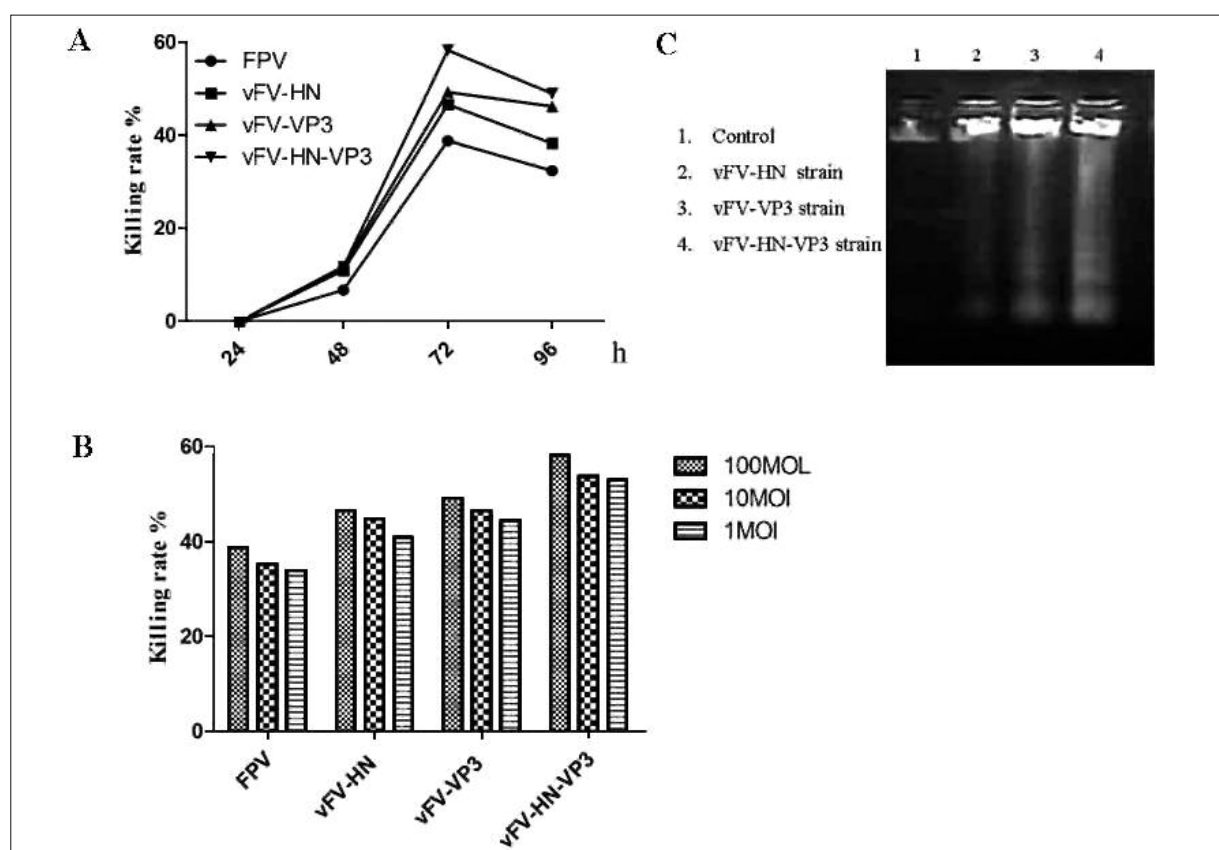 A
Killing rate %
60
40
20
0
FPV
vFV-HN
vFV-VP3
vFV-HN-VP3
24
48
72
96
h
C
1 2 3 4
1. Control
2. vFV-HN strain
3. vFV-VP3 strain
4. vFV-HN-VP3 strain
B
Killing rate %
60
40
20
0
FPV
vFV-HN
vFV-VP3
vFV-HN-VP3
100MOL
10MOI
1MOI